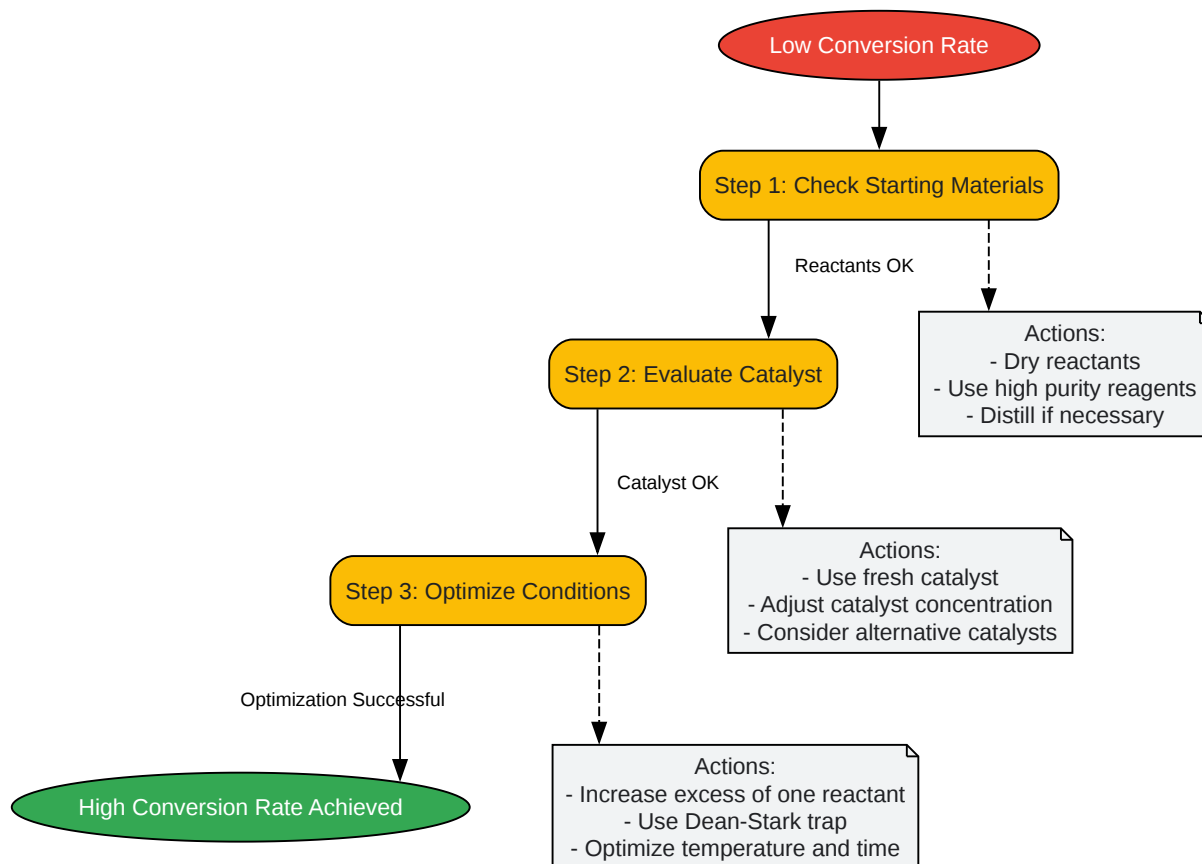 Low Conversion Rate
Step 1: Check Starting Materials
Reactants OK
Actions:
- Dry reactants
- Use high purity reagents
- Distill if necessary
Step 2: Evaluate Catalyst
Catalyst OK
Actions:
- Use fresh catalyst
- Adjust catalyst concentration
- Consider alternative catalysts
Step 3: Optimize Conditions
Optimization Successful
Actions:
- Increase excess of one reactant
- Use Dean-Stark trap
- Optimize temperature and time
High Conversion Rate Achieved